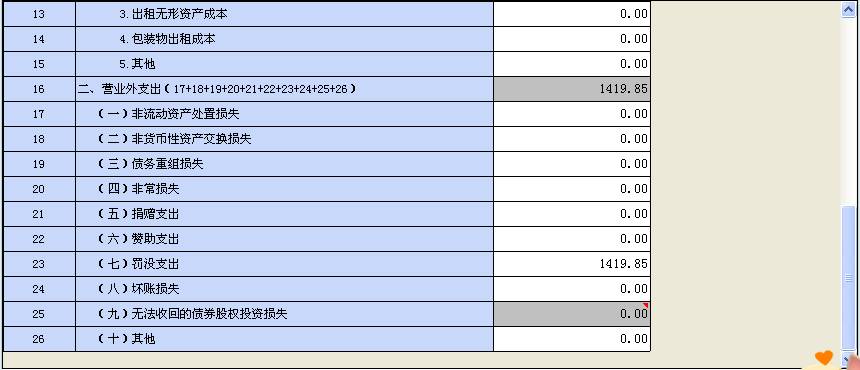 13 3.出租无形资产成本 0.00
14 4.包装物出租成本 0.00
15 5.其他 0.00
16 二、营业外支出(17+18+19+20+21+22+23+24+25+26) 1419.85
17 (一)非流动资产处置损失 0.00
18 (二)非货币性资产交换损失 0.00
19 (三)债务重组损失 0.00
20 (四)非常损失 0.00
21 (五)捐赠支出 0.00
22 (六)赞助支出 0.00
23 (七)罚没支出 1419.85
24 (八)坏账损失 0.00
25 (九)无法收回的债券股权投资损失 0.00
26 (十)其他 0.00